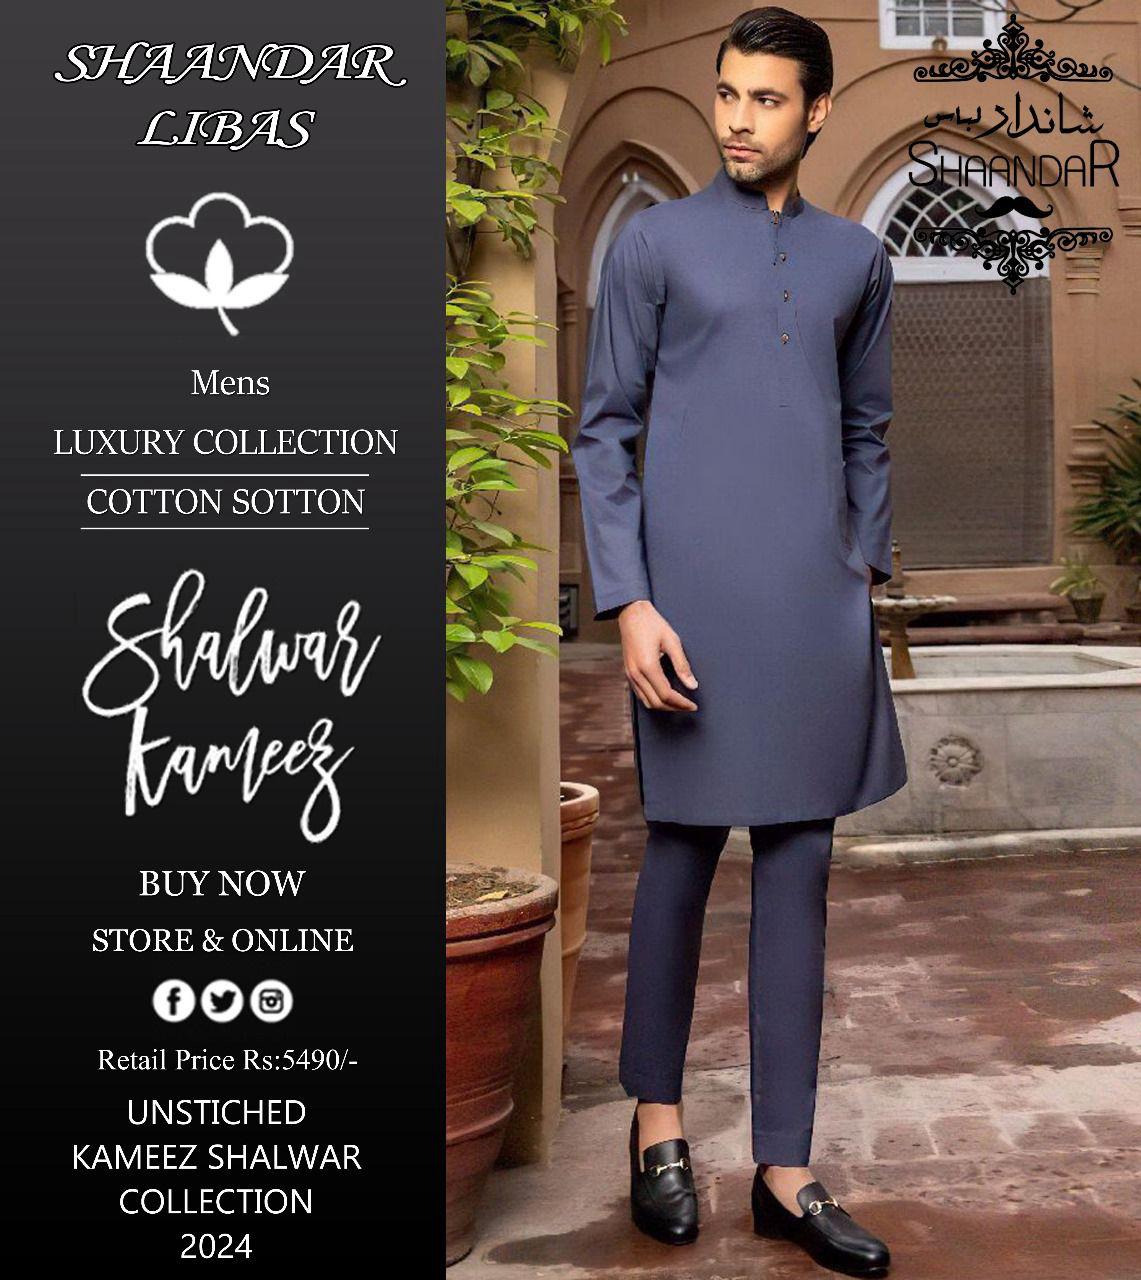 SHAANDAR
LIBAS
Mens
LUXURY COLLECTION
COTTON SOTTON
Shalwar
Kameez
BUY NOW
STORE & ONLINE
Retail Price Rs:5490/-
UNSTICHED
KAMEEZ SHALWAR
COLLECTION
2024
شاندار لباس
SHAANDAR